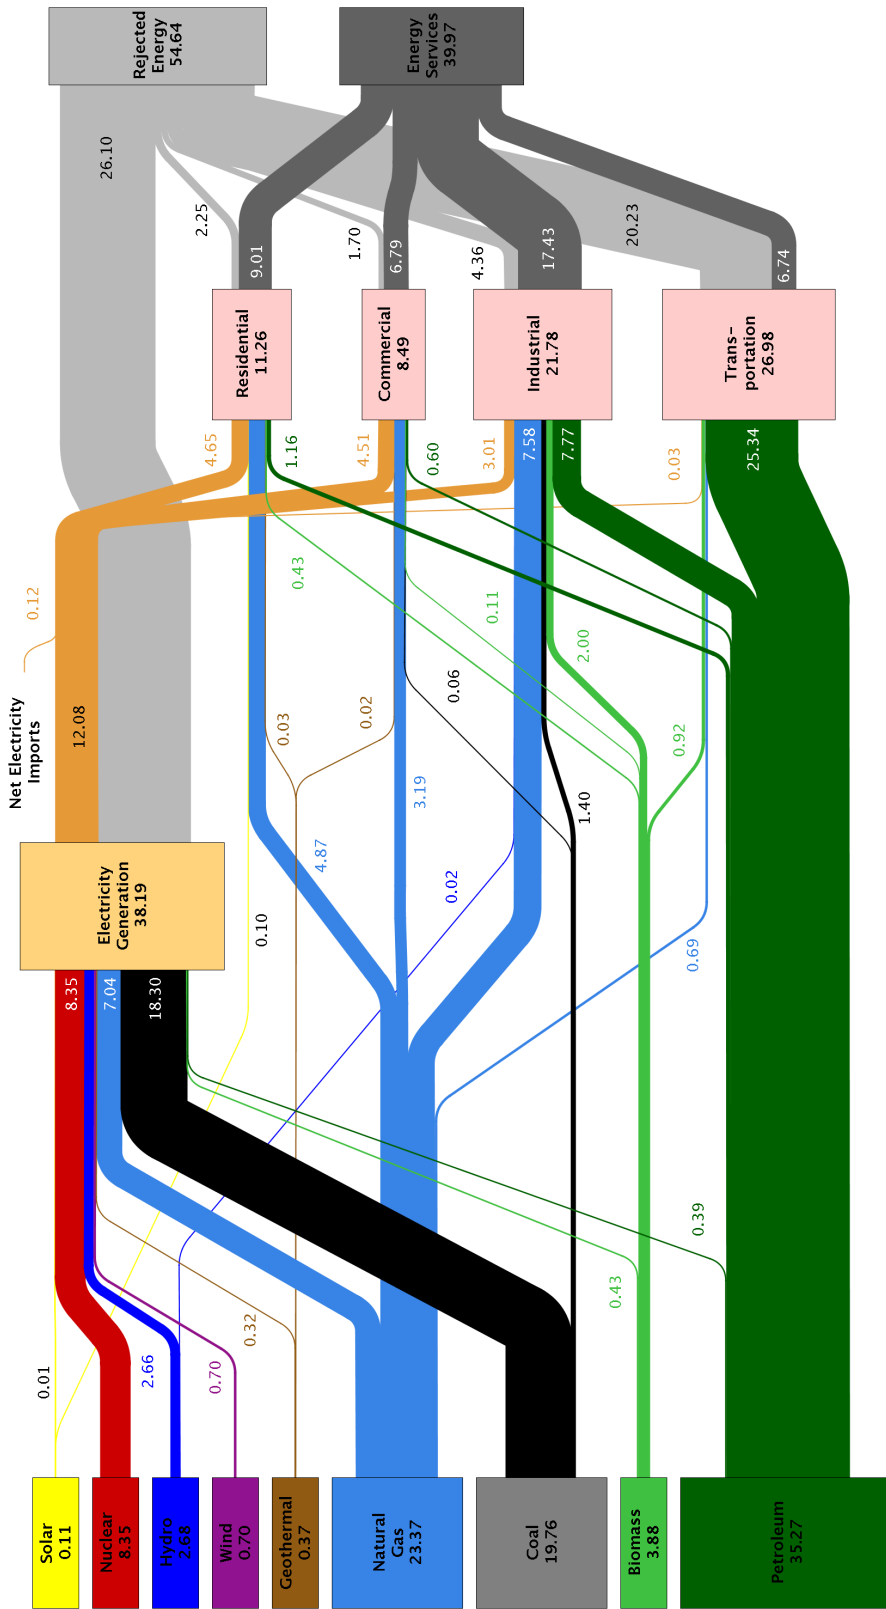 Solar
0.11
Nuclear
8.35
Hydro
2.68
Wind
0.70
Geothermal
0.37
Natural
Gas
23.37
Coal
19.76
Biomass
3.88
Petroleum
35.27
0.01
2.66
0.70
0.32
0.43
0.39
8.35
7.04
18.30
0.10
Electricity
Generation
38.19
Net Electricity
Imports
0.12
12.08
26.10
4.87
3.19
0.02
0.03
0.02
0.06
1.40
0.69
0.92
2.00
0.11
0.43
4.65
1.16
4.51
0.60
3.01
7.58
7.77
0.03
25.34
Residential
11.26
Commercial
8.49
Industrial
21.78
Trans-
portation
26.98
2.25
9.01
1.70
6.79
4.36
17.43
20.23
6.74
Rejected
Energy
54.64
Energy
Services
39.97